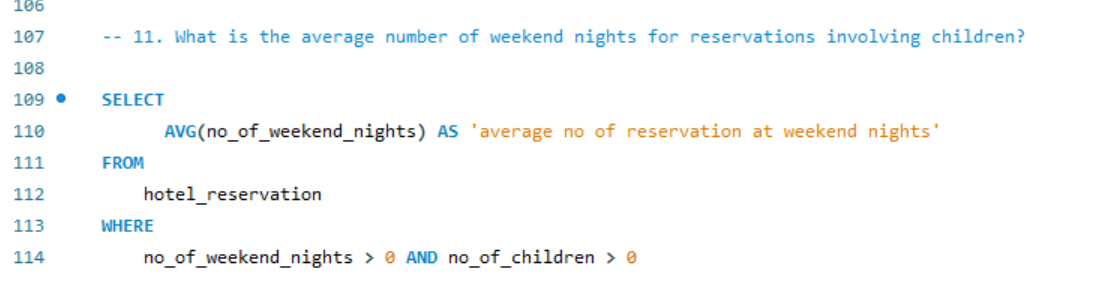 106
107 -- 11. What is the average number of weekend nights for reservations involving children?
108
109 SELECT
110 AVG(no_of_weekend_nights) AS 'average no of reservation at weekend nights'
111 FROM
112 hotel_reservation
113 WHERE
114 no_of_weekend_nights > 0 AND no_of_children > 0